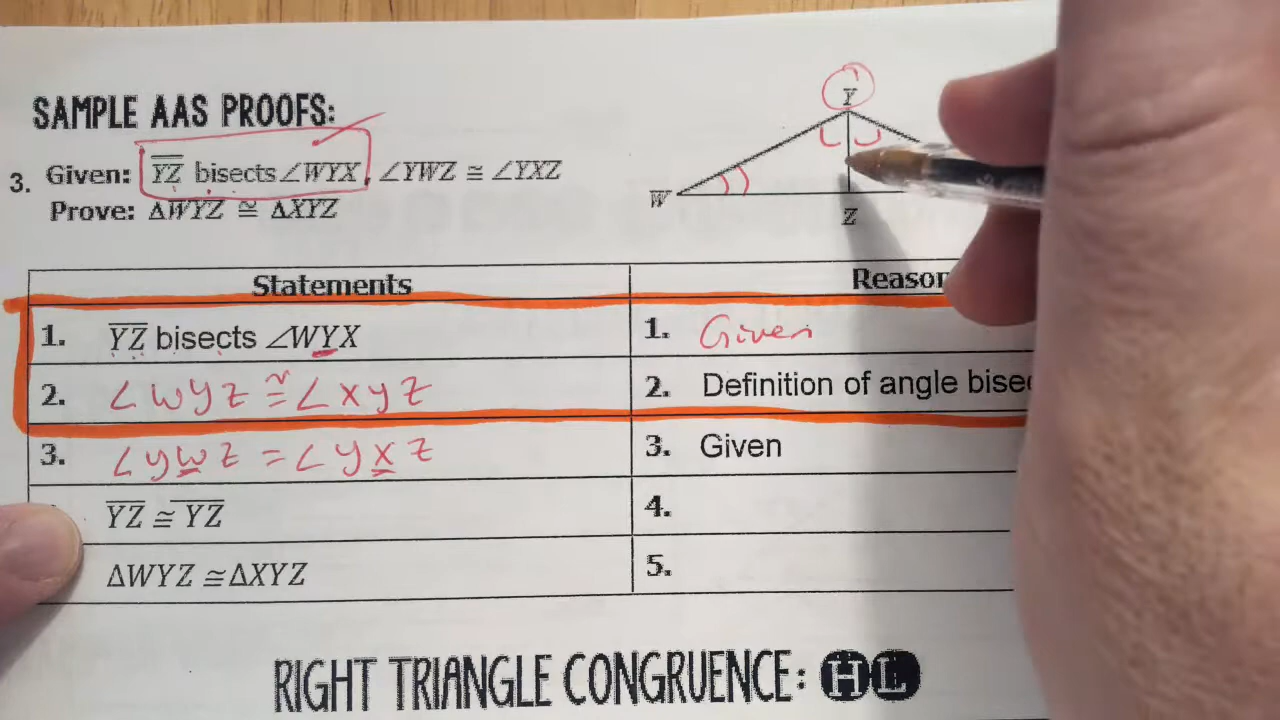 SAMPLE AAS PROOFS:
3. Given: YZ bisects ∠WYX, ∠YWZ ≅ ∠YXZ
Prove: ΔWYZ ≅ ΔXYZ
Y
W
Z
Statements
1. YZ bisects ∠WYX
1. Given
2. ∠WYZ ≅ ∠XYZ
2. Definition of angle
3. ∠YWZ = ∠YXZ
3. Given
YZ ≅ YZ
4.
ΔWYZ ≅ ΔXYZ
5.
RIGHT TRIANGLE CONGRUENCE: HL